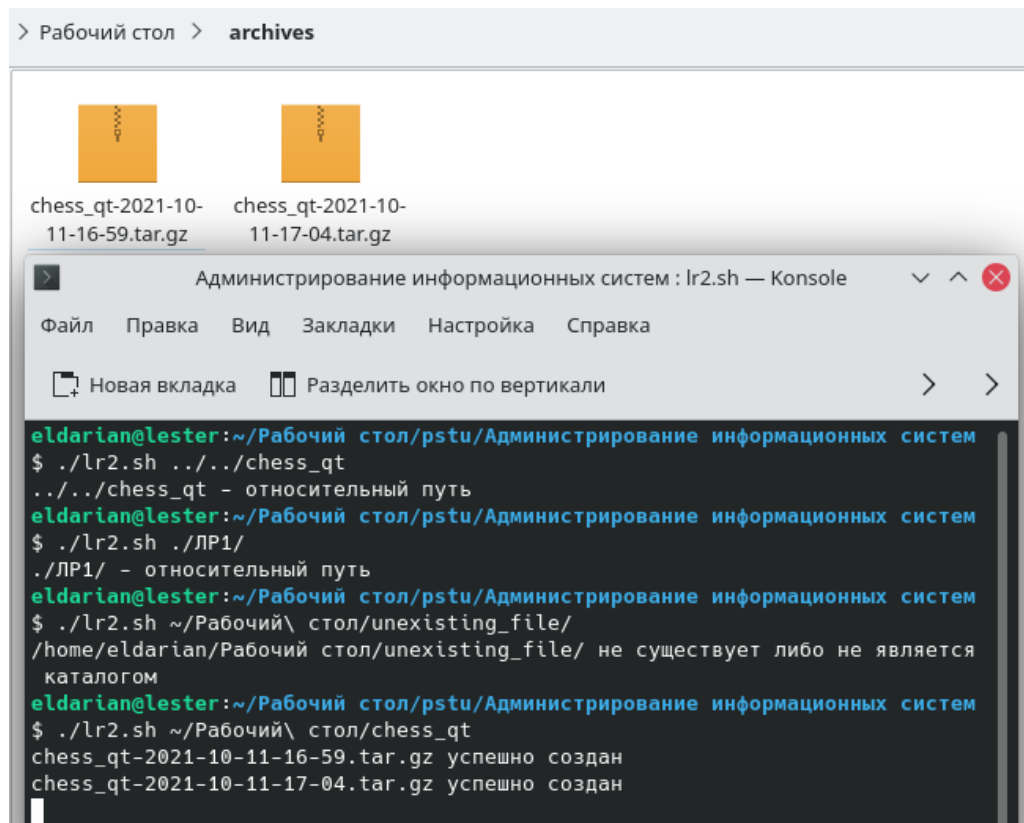 > Рабочий стол > archives
chess_qt-2021-10-
11-16-59.tar.gz
chess_qt-2021-10-
11-17-04.tar.gz
Администрирование информационных систем : lr2.sh — Konsole
Файл Правка Вид Закладки Настройка Справка
Новая вкладка Разделить окно по вертикали
eldarian@lester:~/Рабочий стол/pstu/Администрирование информационных систем
$ ./lr2.sh ../../chess_qt
../../chess_qt – относительный путь
eldarian@lester:~/Рабочий стол/pstu/Администрирование информационных систем
$ ./lr2.sh ./ЛР1/
./ЛР1/ – относительный путь
eldarian@lester:~/Рабочий стол/pstu/Администрирование информационных систем
$ ./lr2.sh ~/Рабочий\ стол/unexisting_file/
/home/eldarian/Рабочий стол/unexisting_file/ не существует либо не является
каталогом
eldarian@lester:~/Рабочий стол/pstu/Администрирование информационных систем
$ ./lr2.sh ~/Рабочий\ стол/chess_qt
chess_qt-2021-10-11-16-59.tar.gz успешно создан
chess_qt-2021-10-11-17-04.tar.gz успешно создан